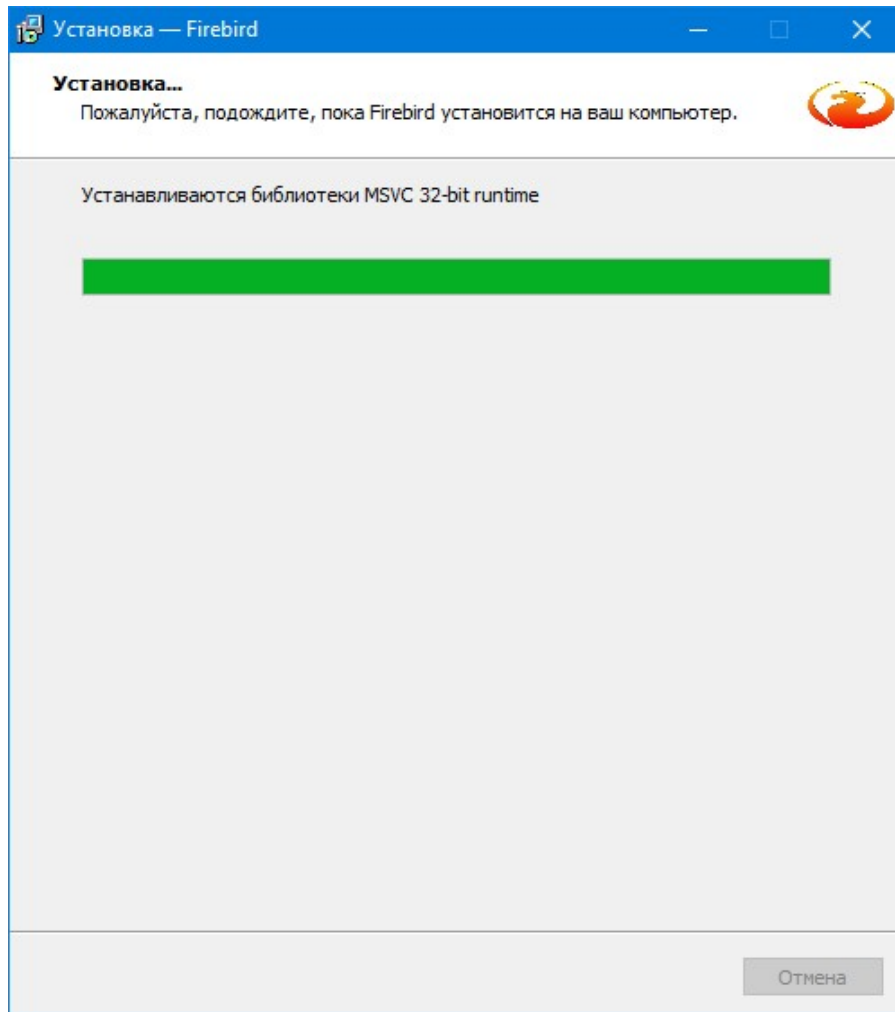 Установка — Firebird
Установка...
Пожалуйста, подождите, пока Firebird установится на ваш компьютер.
Устанавливаются библиотеки MSVC 32-bit runtime
Отмена